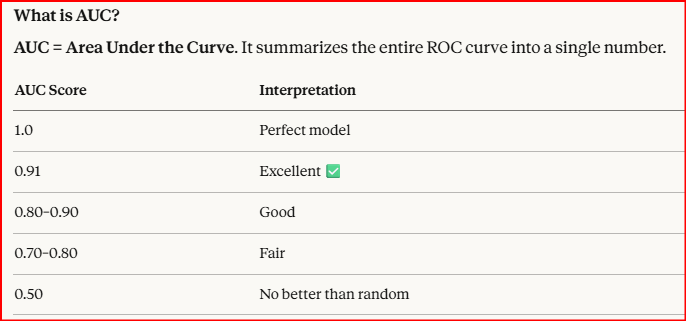 What is AUC?
AUC = Area Under the Curve. It summarizes the entire ROC curve into a single number.
AUC Score Interpretation
1.0 Perfect model
0.91 Excellent ✅
0.80–0.90 Good
0.70–0.80 Fair
0.50 No better than random